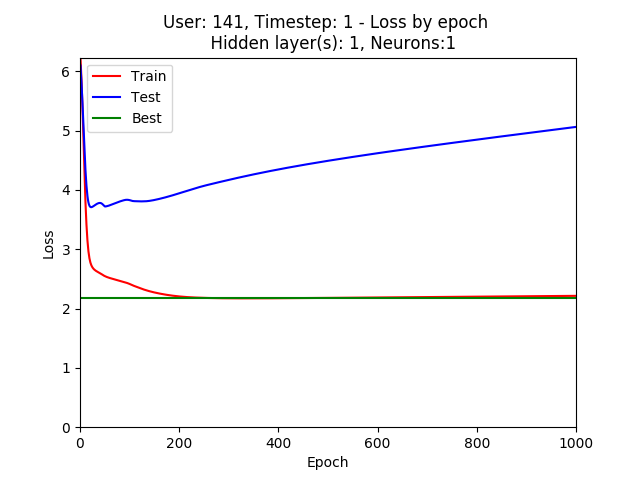 User: 141, Timestep: 1 - Loss by epoch
Hidden layer(s): 1, Neurons:1
Train
Test
Best
6
5
4
3
2
1
0
Loss
0 200 400 600 800 1000
Epoch